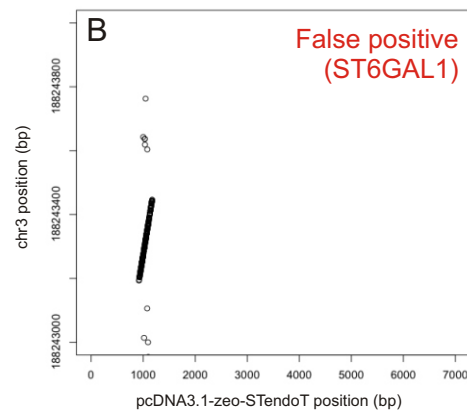 B
False positive
(ST6GAL1)
188243800
188243400
188243000
chr3 position (bp)
0 1000 2000 3000 4000 5000 6000 7000
pcDNA3.1-zeo-STendoT position (bp)